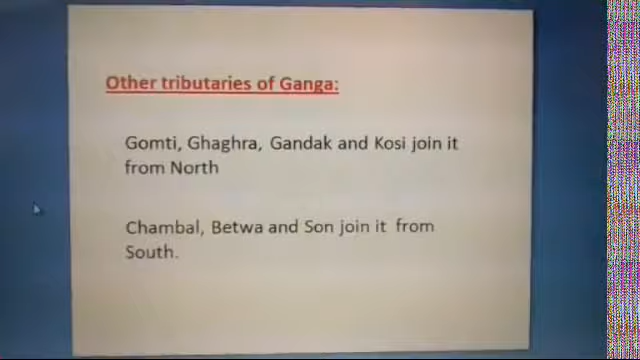 Other tributaries of Ganga:
Gomti, Ghaghra, Gandak and Kosi join it
from North
Chambal, Betwa and Son join it from
South.